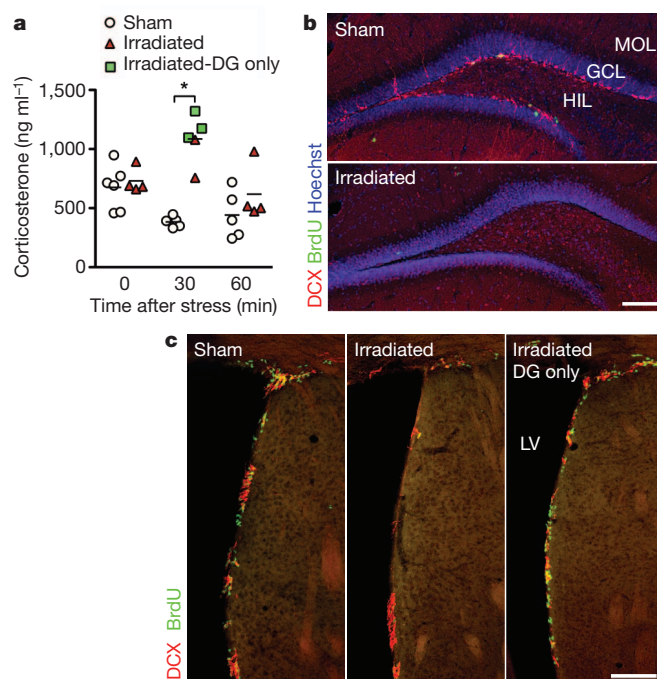 a
Sham
Irradiated
Irradiated-DG only
*
Corticosterone (ng ml⁻¹)
1,500
1,000
500
0
0 30 60
Time after stress (min)
b
Sham
MOL
GCL
HIL
Irradiated
DCX BrdU Hoechst
c
Sham
Irradiated
Irradiated
DG only
LV
DCX BrdU